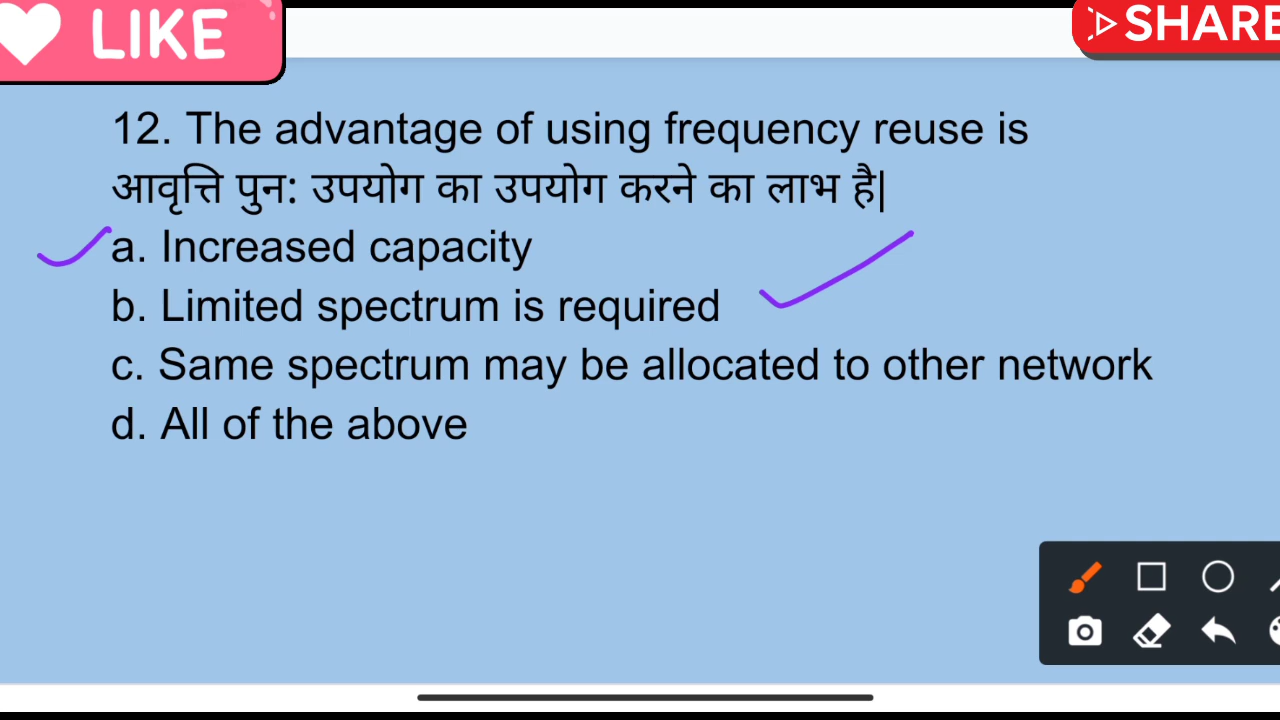 LIKE
SHARE
12. The advantage of using frequency reuse is
आवृत्ति पुन: उपयोग का उपयोग करने का लाभ है|
a. Increased capacity
b. Limited spectrum is required
c. Same spectrum may be allocated to other network
d. All of the above